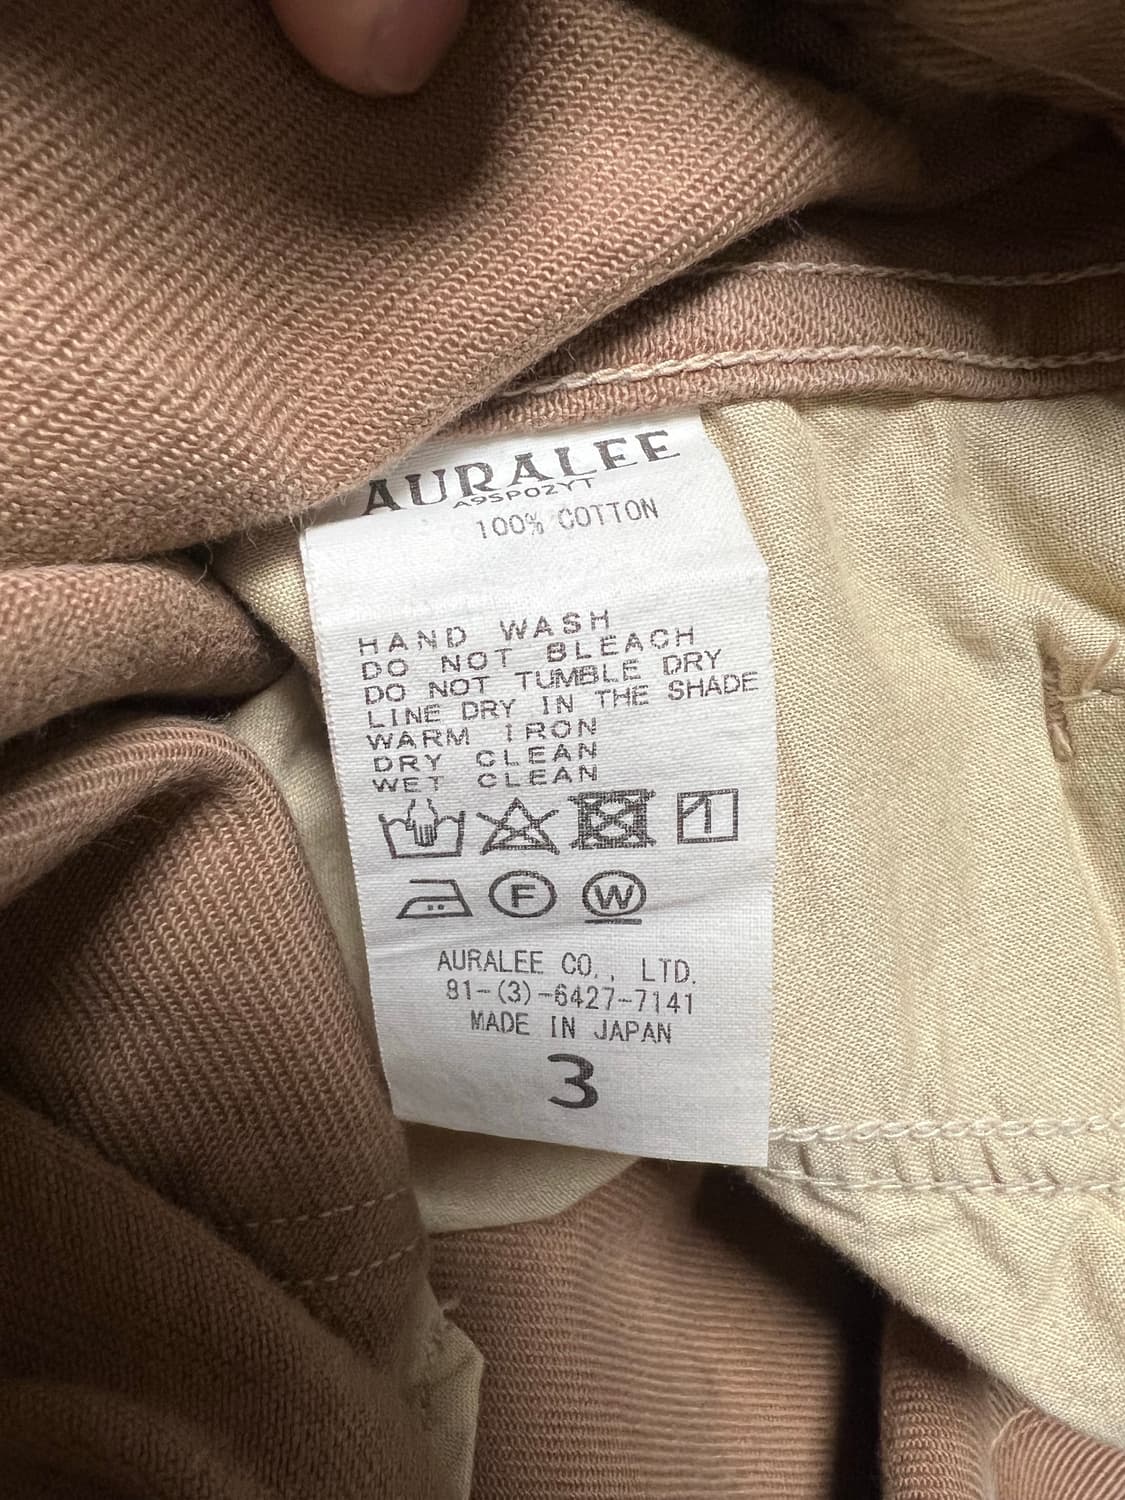 AURALEE
A9SP02YT
100% COTTON
HAND WASH
DO NOT BLEACH
DO NOT TUMBLE DRY
LINE DRY IN THE SHADE
WARM IRON
DRY CLEAN
WET CLEAN
F W
AURALEE CO., LTD.
81-(3)-6427-7141
MADE IN JAPAN
3